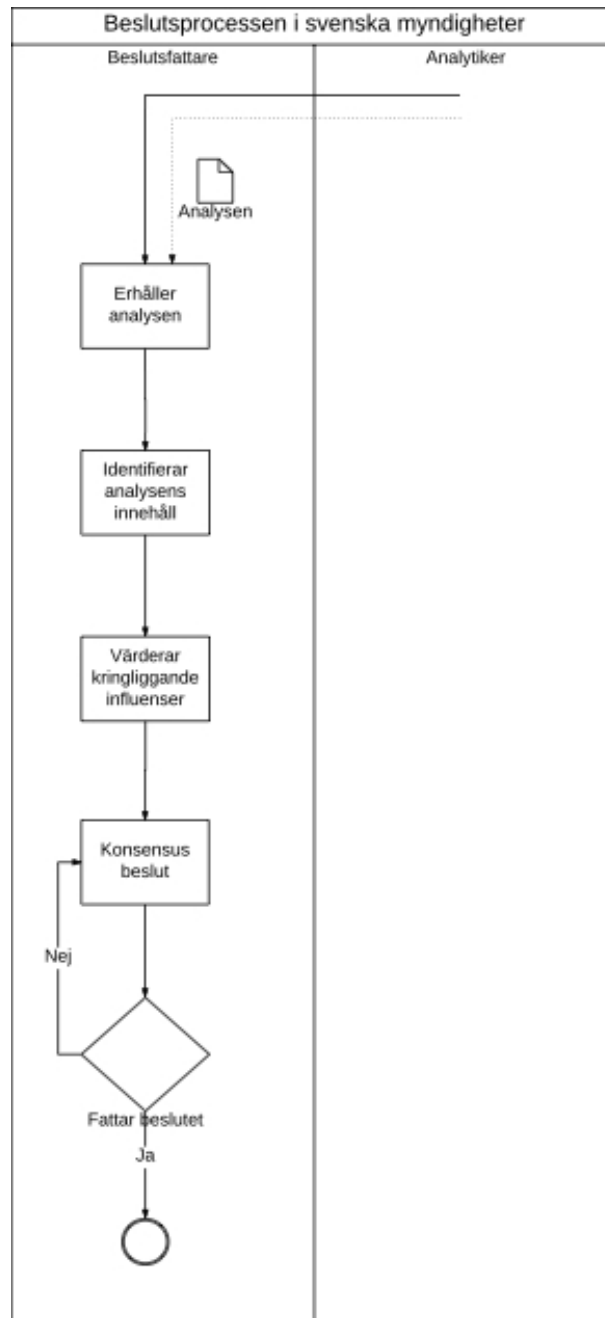 Beslutsprocessen i svenska myndigheter
Beslutsfattare
Analytiker
Analysen
Erhåller
analysen
Identifierar
analysens
innehåll
Värderar
kringliggande
influenser
Konsensus
beslut
Nej
Fattar beslutet
Ja